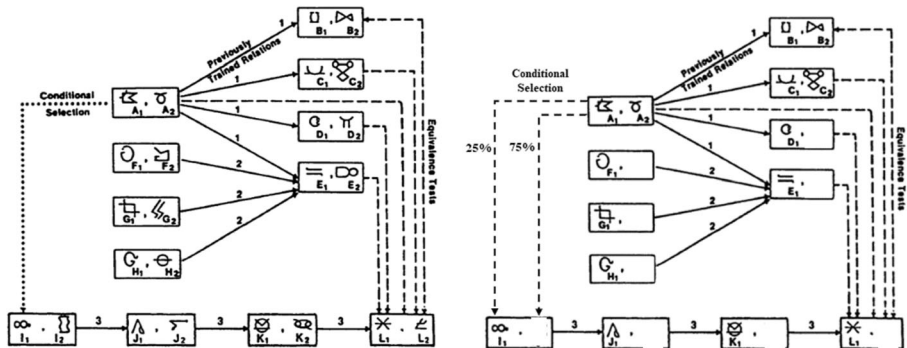 1
B₁ , B₂
Previously
Trained Relations
1
C₁ , C₂
Conditional
Selection
A₁ , A₂
1
D₁ , D₂
1
Equivalence Tests
F₁ , F₂
2
E₁ , E₂
G₁ , G₂
2
H₁ , H₂
2
I₁ , I₂
3
J₁ , J₂
3
K₁ , K₂
3
L₁ , L₂
1
B₁ , B₂
Previously
Trained Relations
Conditional
Selection
1
C₁ , C₂
A₁ , A₂
1
D₁ ,
25%
75%
1
Equivalence Tests
F₁ ,
2
E₁ ,
G₁ ,
2
H₁ ,
2
I₁ ,
3
J₁ ,
3
K₁ ,
3
L₁ ,